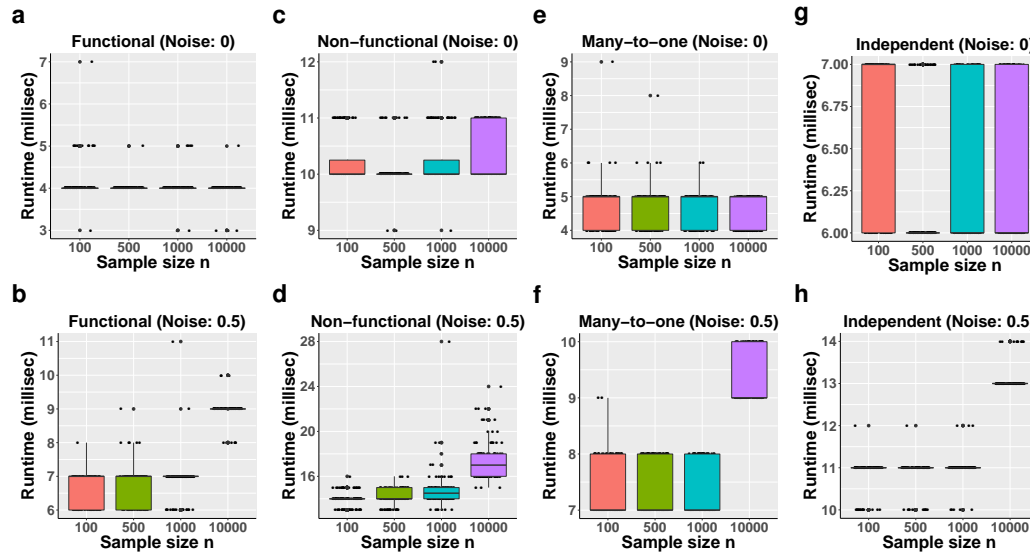 a
Functional (Noise: 0)
Runtime (millisec)
7
6
5
4
3
100 500 1000 10000
Sample size n
c
Non−functional (Noise: 0)
Runtime (millisec)
12
11
10
9
100 500 1000 10000
Sample size n
e
Many−to−one (Noise: 0)
Runtime (millisec)
9
8
7
6
5
4
100 500 1000 10000
Sample size n
g
Independent (Noise: 0)
Runtime (millisec)
7.00
6.75
6.50
6.25
6.00
100 500 1000 10000
Sample size n
b
Functional (Noise: 0.5)
Runtime (millisec)
11
10
9
8
7
6
100 500 1000 10000
Sample size n
d
Non−functional (Noise: 0.5)
Runtime (millisec)
28
24
20
16
100 500 1000 10000
Sample size n
f
Many−to−one (Noise: 0.5)
Runtime (millisec)
10
9
8
7
100 500 1000 10000
Sample size n
h
Independent (Noise: 0.5
Runtime (millisec)
14
13
12
11
10
100 500 1000 10000
Sample size n